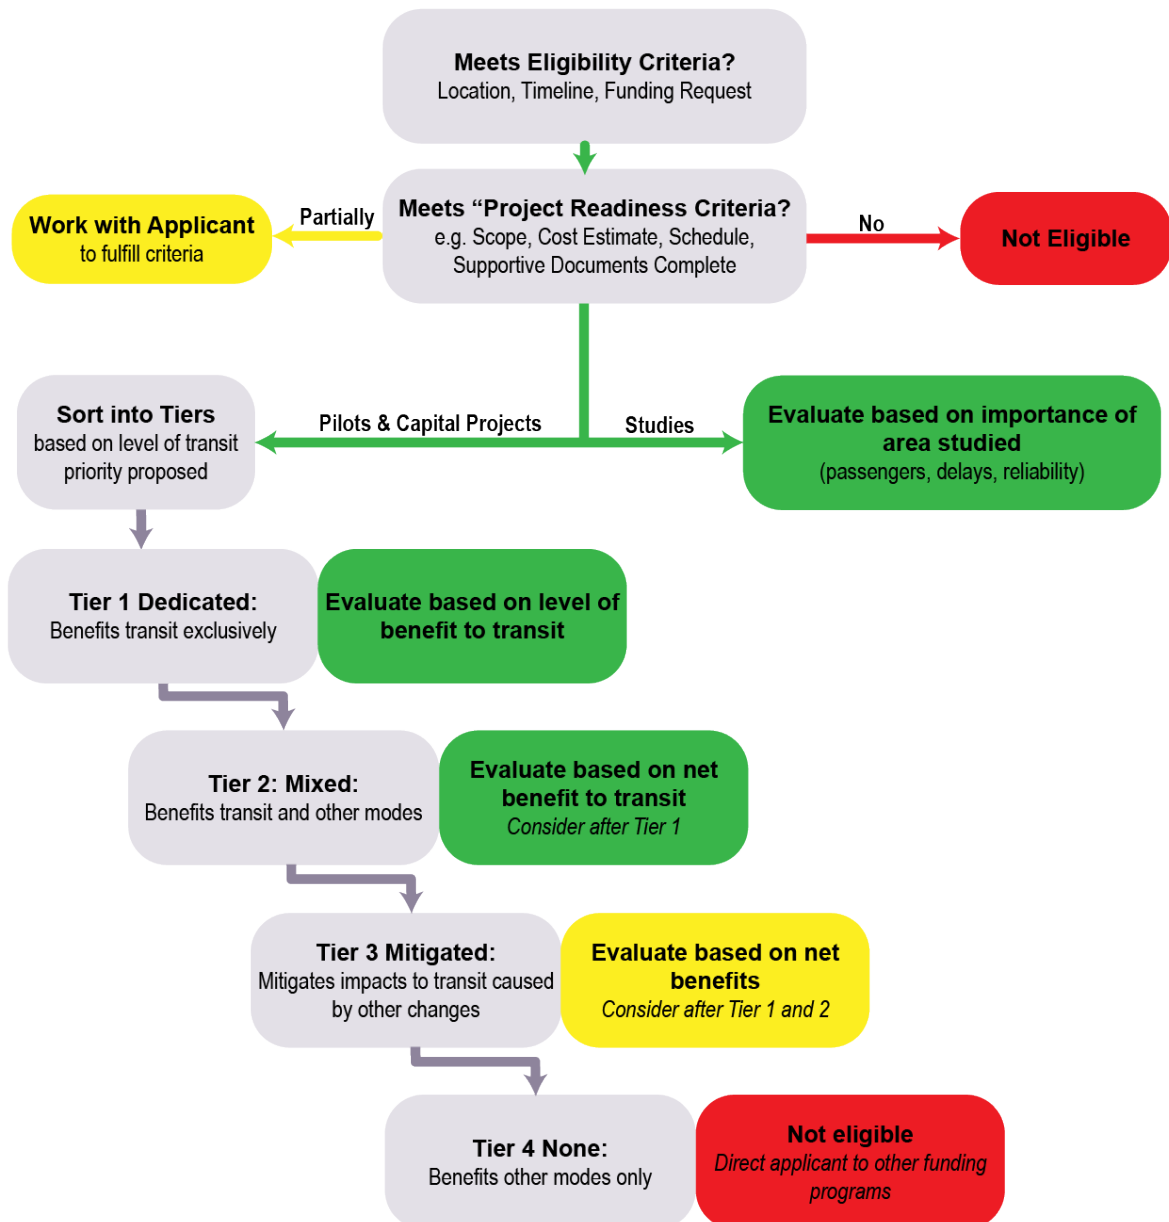 Meets Eligibility Criteria?
Location, Timeline, Funding Request
Work with Applicant
to fulfill criteria
Partially
Meets “Project Readiness Criteria?
e.g. Scope, Cost Estimate, Schedule,
Supportive Documents Complete
No
Not Eligible
Sort into Tiers
based on level of transit
priority proposed
Pilots & Capital Projects
Studies
Evaluate based on importance of
area studied
(passengers, delays, reliability)
Tier 1 Dedicated:
Benefits transit exclusively
Evaluate based on level of
benefit to transit
Tier 2: Mixed:
Benefits transit and other modes
Evaluate based on net
benefit to transit
Consider after Tier 1
Tier 3 Mitigated:
Mitigates impacts to transit caused
by other changes
Evaluate based on net
benefits
Consider after Tier 1 and 2
Tier 4 None:
Benefits other modes only
Not eligible
Direct applicant to other funding
programs